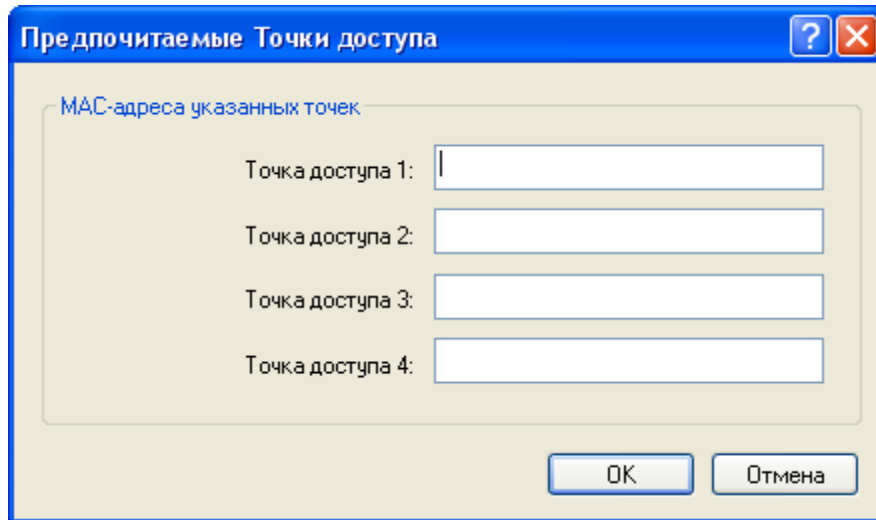 Предпочитаемые Точки доступа
MAC-адреса указанных точек
Точка доступа 1:
Точка доступа 2:
Точка доступа 3:
Точка доступа 4:
OK
Отмена